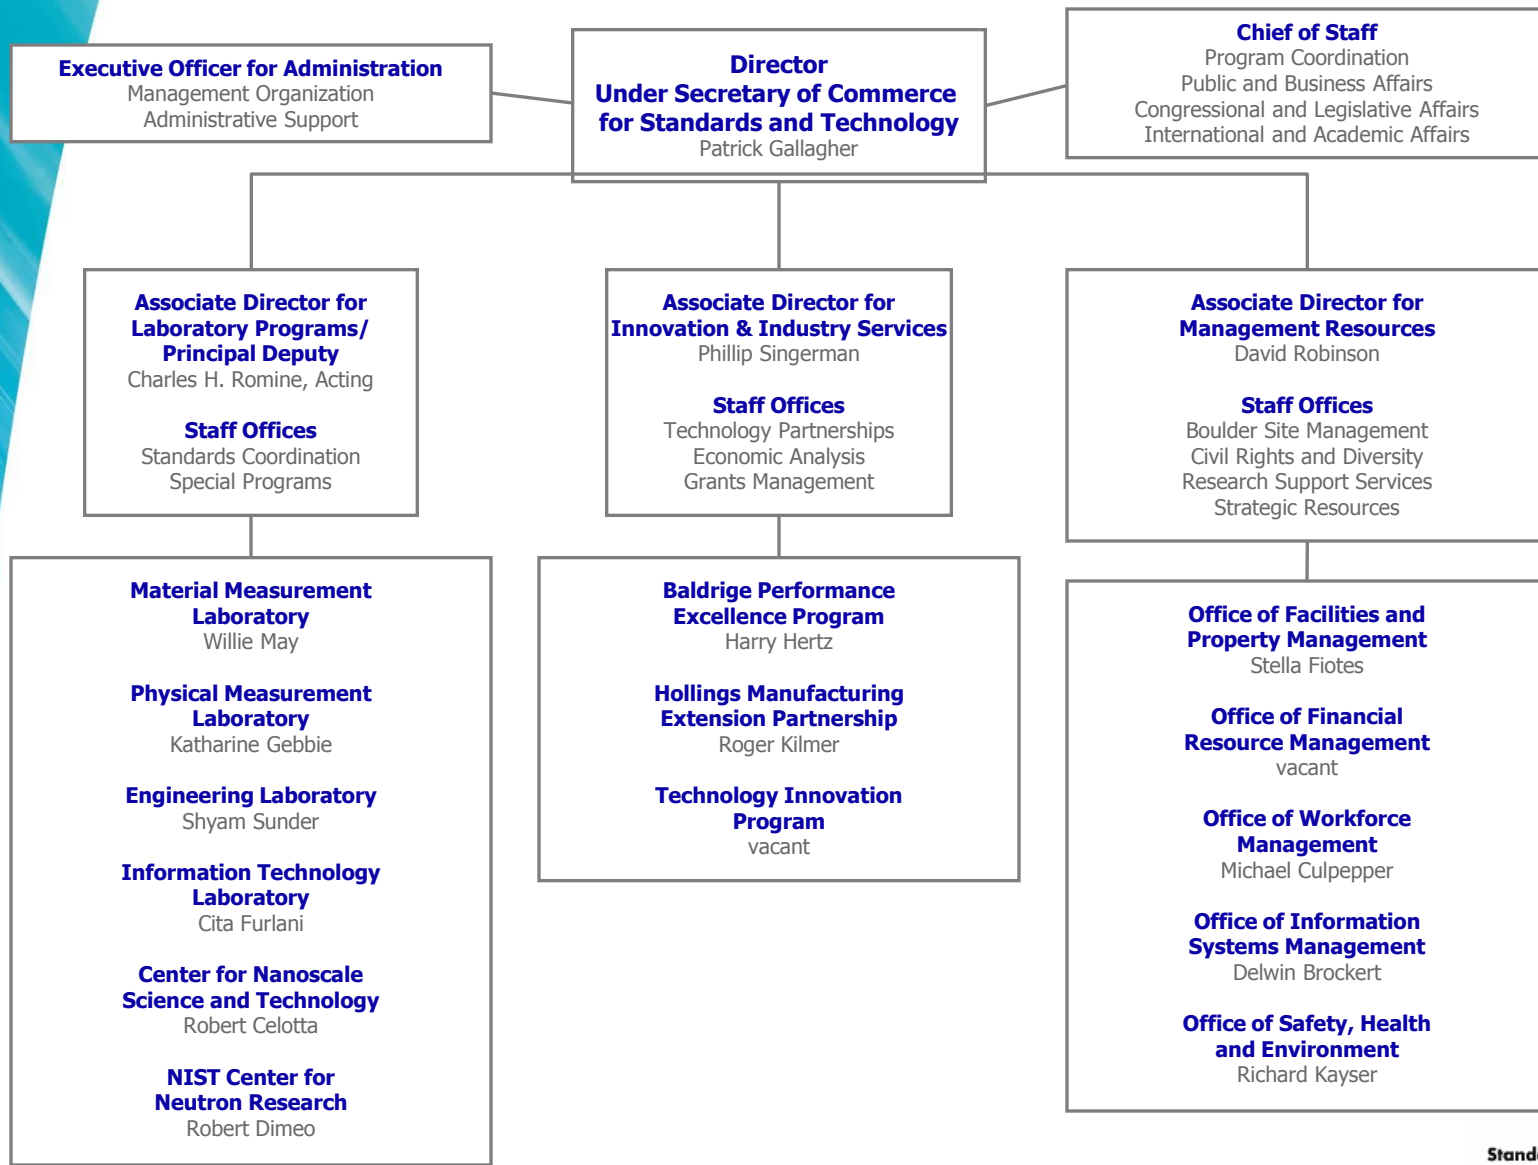 Executive Officer for Administration
Management Organization
Administrative Support
Director
Under Secretary of Commerce
for Standards and Technology
Patrick Gallagher
Chief of Staff
Program Coordination
Public and Business Affairs
Congressional and Legislative Affairs
International and Academic Affairs
Associate Director for
Laboratory Programs/
Principal Deputy
Charles H. Romine, Acting
Staff Offices
Standards Coordination
Special Programs
Associate Director for
Innovation & Industry Services
Phillip Singerman
Staff Offices
Technology Partnerships
Economic Analysis
Grants Management
Associate Director for
Management Resources
David Robinson
Staff Offices
Boulder Site Management
Civil Rights and Diversity
Research Support Services
Strategic Resources
Material Measurement
Laboratory
Willie May
Physical Measurement
Laboratory
Katharine Gebbie
Engineering Laboratory
Shyam Sunder
Information Technology
Laboratory
Cita Furlani
Center for Nanoscale
Science and Technology
Robert Celotta
NIST Center for
Neutron Research
Robert Dimeo
Baldrige Performance
Excellence Program
Harry Hertz
Hollings Manufacturing
Extension Partnership
Roger Kilmer
Technology Innovation
Program
vacant
Office of Facilities and
Property Management
Stella Fiotes
Office of Financial
Resource Management
vacant
Office of Workforce
Management
Michael Culpepper
Office of Information
Systems Management
Delwin Brockert
Office of Safety, Health
and Environment
Richard Kayser